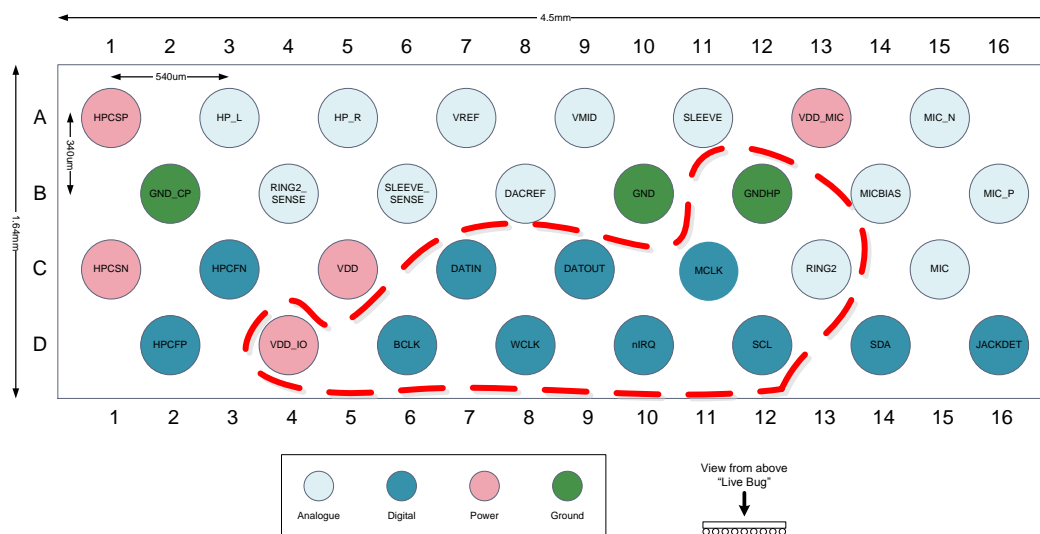 4.5mm
1 2 3 4 5 6 7 8 9 10 11 12 13 14 15 16
540um
A HPCSP HP_L HP_R VREF VMID SLEEVE VDD_MIC MIC_N
340um
B GND_CP RING2_ SENSE SLEEVE_ SENSE DACREF GND GNDHP MICBIAS MIC_P
1.64mm
C HPCSN HPCFN VDD DATIN DATOUT MCLK RING2 MIC
D HPCFP VDD_IO BCLK WCLK nIRQ SCL SDA JACKDET
1 2 3 4 5 6 7 8 9 10 11 12 13 14 15 16
Analogue Digital Power Ground
View from above
“Live Bug”